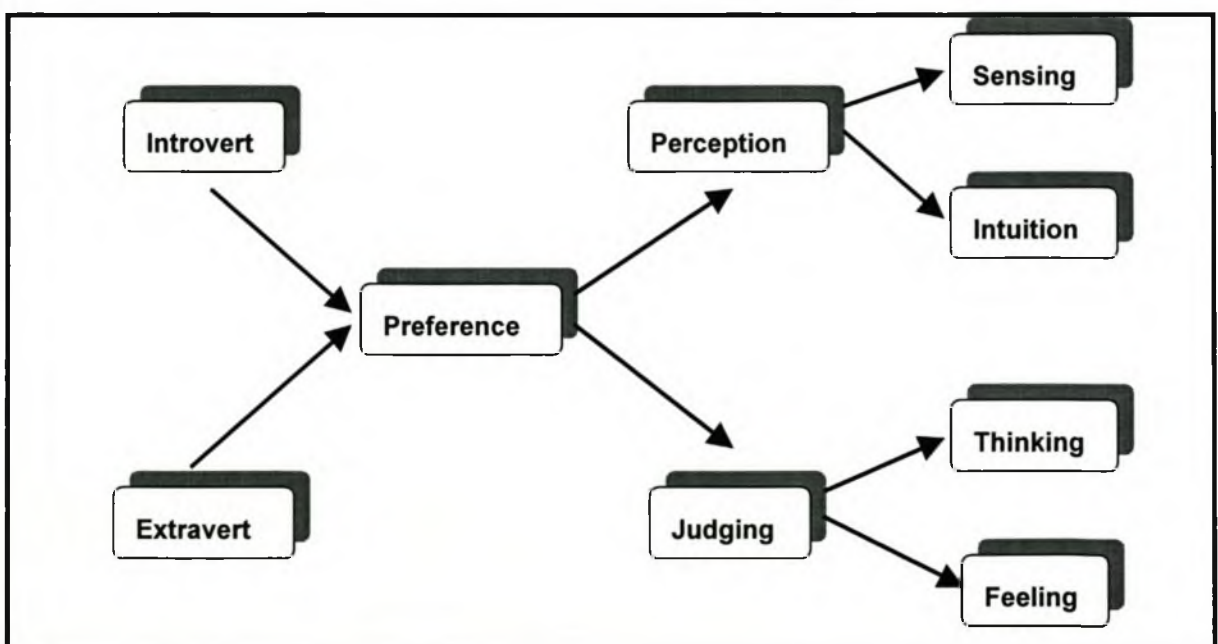 Sensing
Introvert
Perception
Intuition
Preference
Thinking
Extravert
Judging
Feeling